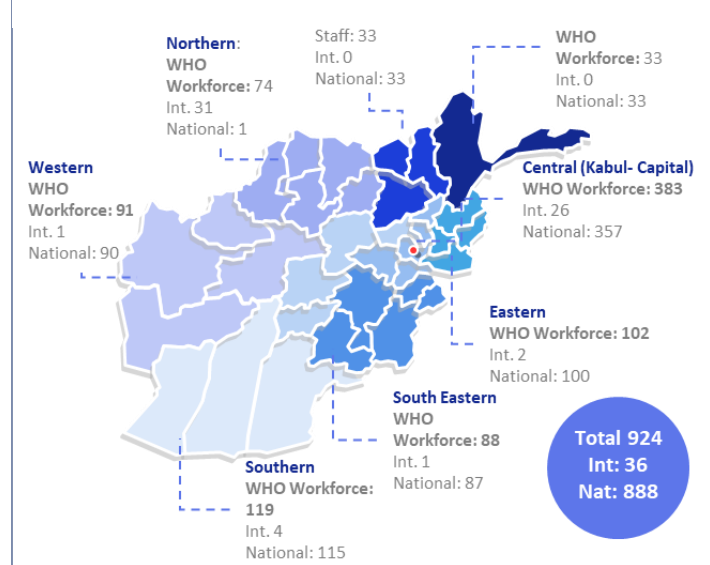 Northern:
WHO
Workforce: 74
Int. 31
National: 1
Staff: 33
Int. 0
National: 33
WHO
Workforce: 33
Int. 0
National: 33
Western
WHO
Workforce: 91
Int. 1
National: 90
Central (Kabul- Capital)
WHO Workforce: 383
Int. 26
National: 357
Eastern
WHO Workforce: 102
Int. 2
National: 100
South Eastern
WHO
Workforce: 88
Int. 1
National: 87
Southern
WHO Workforce:
119
Int. 4
National: 115
Total 924
Int: 36
Nat: 888